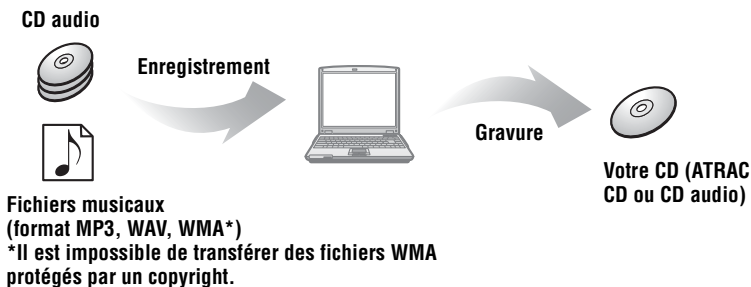 CD audio
Enregistrement
Gravure
Votre CD (ATRAC
CD ou CD audio)
Fichiers musicaux
(format MP3, WAV, WMA*)
*Il est impossible de transférer des fichiers WMA
protégés par un copyright.